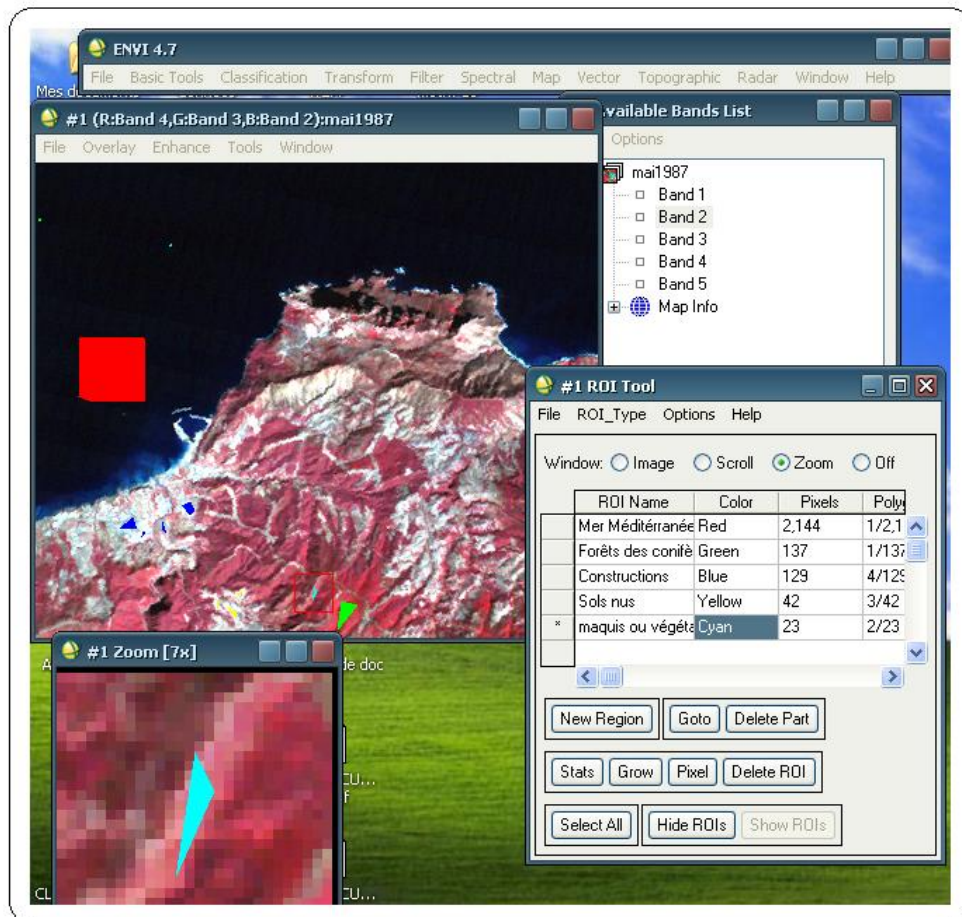 ENVI 4.7
File Basic Tools Classification Transform Filter Spectral Map Vector Topographic Radar Window Help
Mes
#1 (R:Band 4,G:Band 3,B:Band 2):mai1987
File Overlay Enhance Tools Window
vailable Bands List
Options
mai1987
Band 1
Band 2
Band 3
Band 4
Band 5
Map Info
#1 ROI Tool
File ROI_Type Options Help
Window: Image Scroll Zoom Off
ROI Name Color Pixels Polyg
Mer Méditérranée Red 2,144 1/2,1
Forêts des conifè Green 137 1/137
Constructions Blue 129 4/129
Sols nus Yellow 42 3/42
* maquis ou végéta Cyan 23 2/23
New Region Goto Delete Part
Stats Grow Pixel Delete ROI
Select All Hide ROIs Show ROIs
#1 Zoom [7x]
de doc
CU...
f
CL
CU...